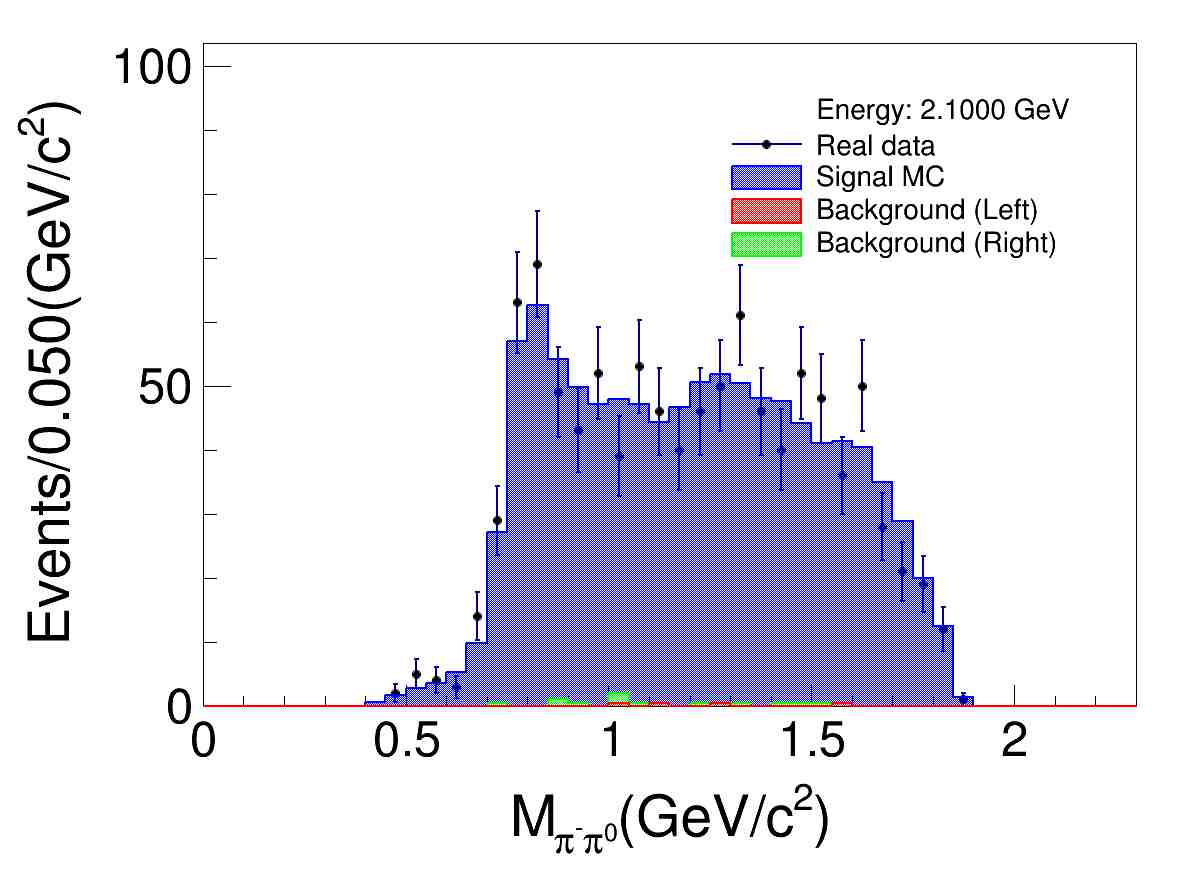 Events/0.050(GeV/c²)
100
50
0
Energy: 2.1000 GeV
Real data
Signal MC
Background (Left)
Background (Right)
0 0.5 1 1.5 2
M_π⁻π⁰(GeV/c²)